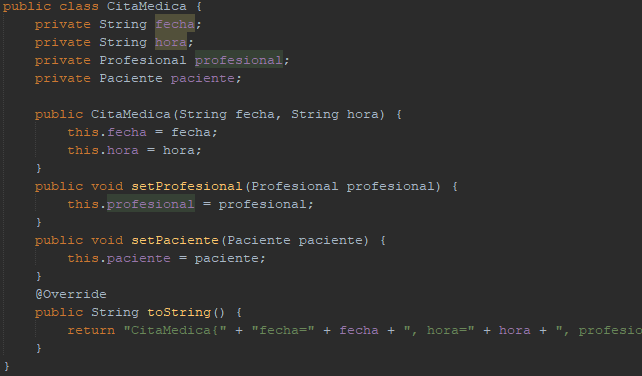 public class CitaMedica {
    private String fecha;
    private String hora;
    private Profesional profesional;
    private Paciente paciente;

    public CitaMedica(String fecha, String hora) {
        this.fecha = fecha;
        this.hora = hora;
    }
    public void setProfesional(Profesional profesional) {
        this.profesional = profesional;
    }
    public void setPaciente(Paciente paciente) {
        this.paciente = paciente;
    }
    @Override
    public String toString() {
        return "CitaMedica{" + "fecha=" + fecha + ", hora=" + hora + ", profesio
    }
}